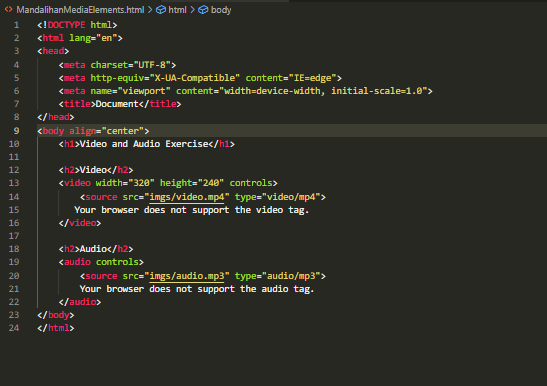 MandalihanMediaElements.html > html > body
1 <!DOCTYPE html>
2 <html lang="en">
3 <head>
4 <meta charset="UTF-8">
5 <meta http-equiv="X-UA-Compatible" content="IE=edge">
6 <meta name="viewport" content="width=device-width, initial-scale=1.0">
7 <title>Document</title>
8 </head>
9 <body align="center">
10 <h1>Video and Audio Exercise</h1>
11
12 <h2>Video</h2>
13 <video width="320" height="240" controls>
14 <source src="imgs/video.mp4" type="video/mp4">
15 Your browser does not support the video tag.
16 </video>
17
18 <h2>Audio</h2>
19 <audio controls>
20 <source src="imgs/audio.mp3" type="audio/mp3">
21 Your browser does not support the audio tag.
22 </audio>
23 </body>
24 </html>